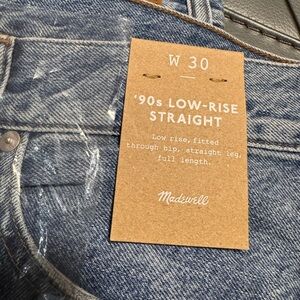 W 30
'90s LOW-RISE
STRAIGHT
Low rise, fitted
through hip, straight leg,
full length.
Madewell